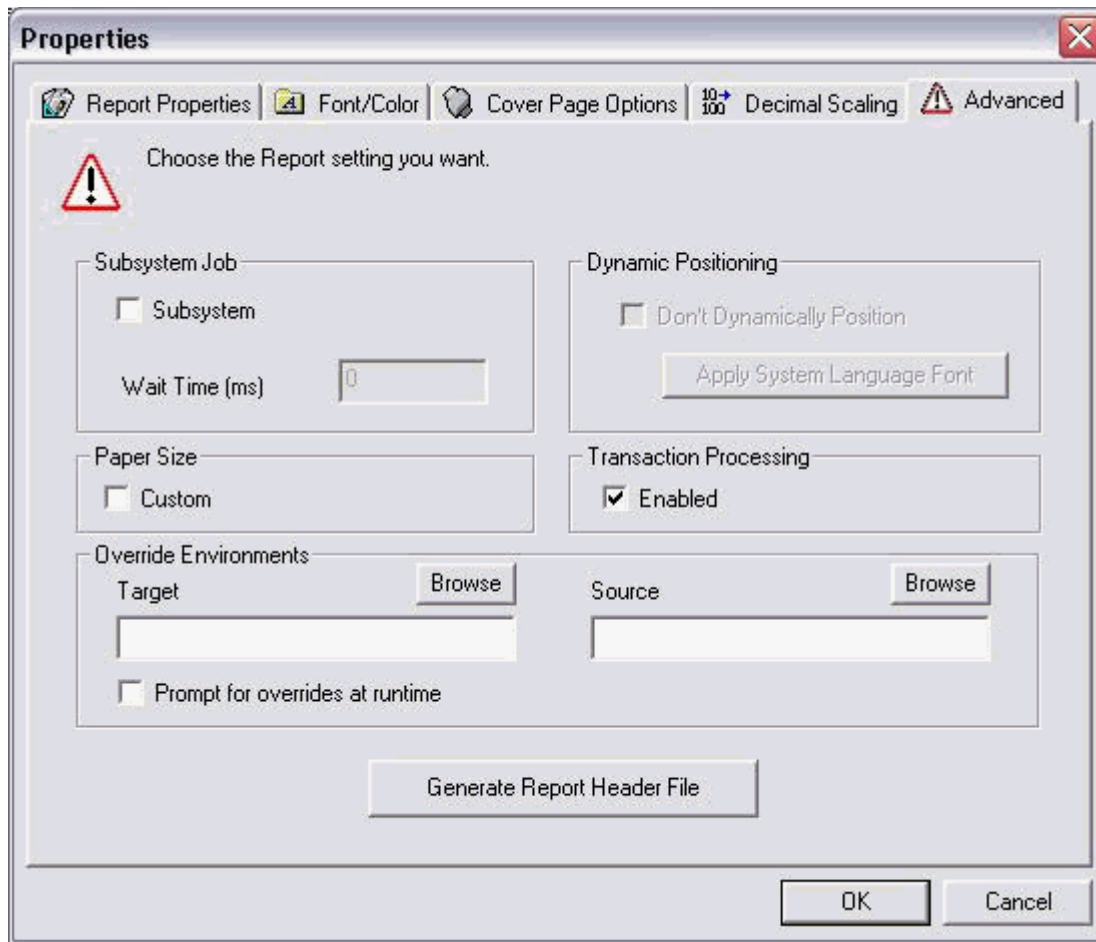 Properties
Report Properties Font/Color Cover Page Options 10 100 Decimal Scaling Advanced
Choose the Report setting you want.
Subsystem Job
Subsystem
Wait Time (ms) 0
Dynamic Positioning
Don't Dynamically Position
Apply System Language Font
Paper Size
Custom
Transaction Processing
Enabled
Override Environments
Target Browse
Source Browse
Prompt for overrides at runtime
Generate Report Header File
OK Cancel